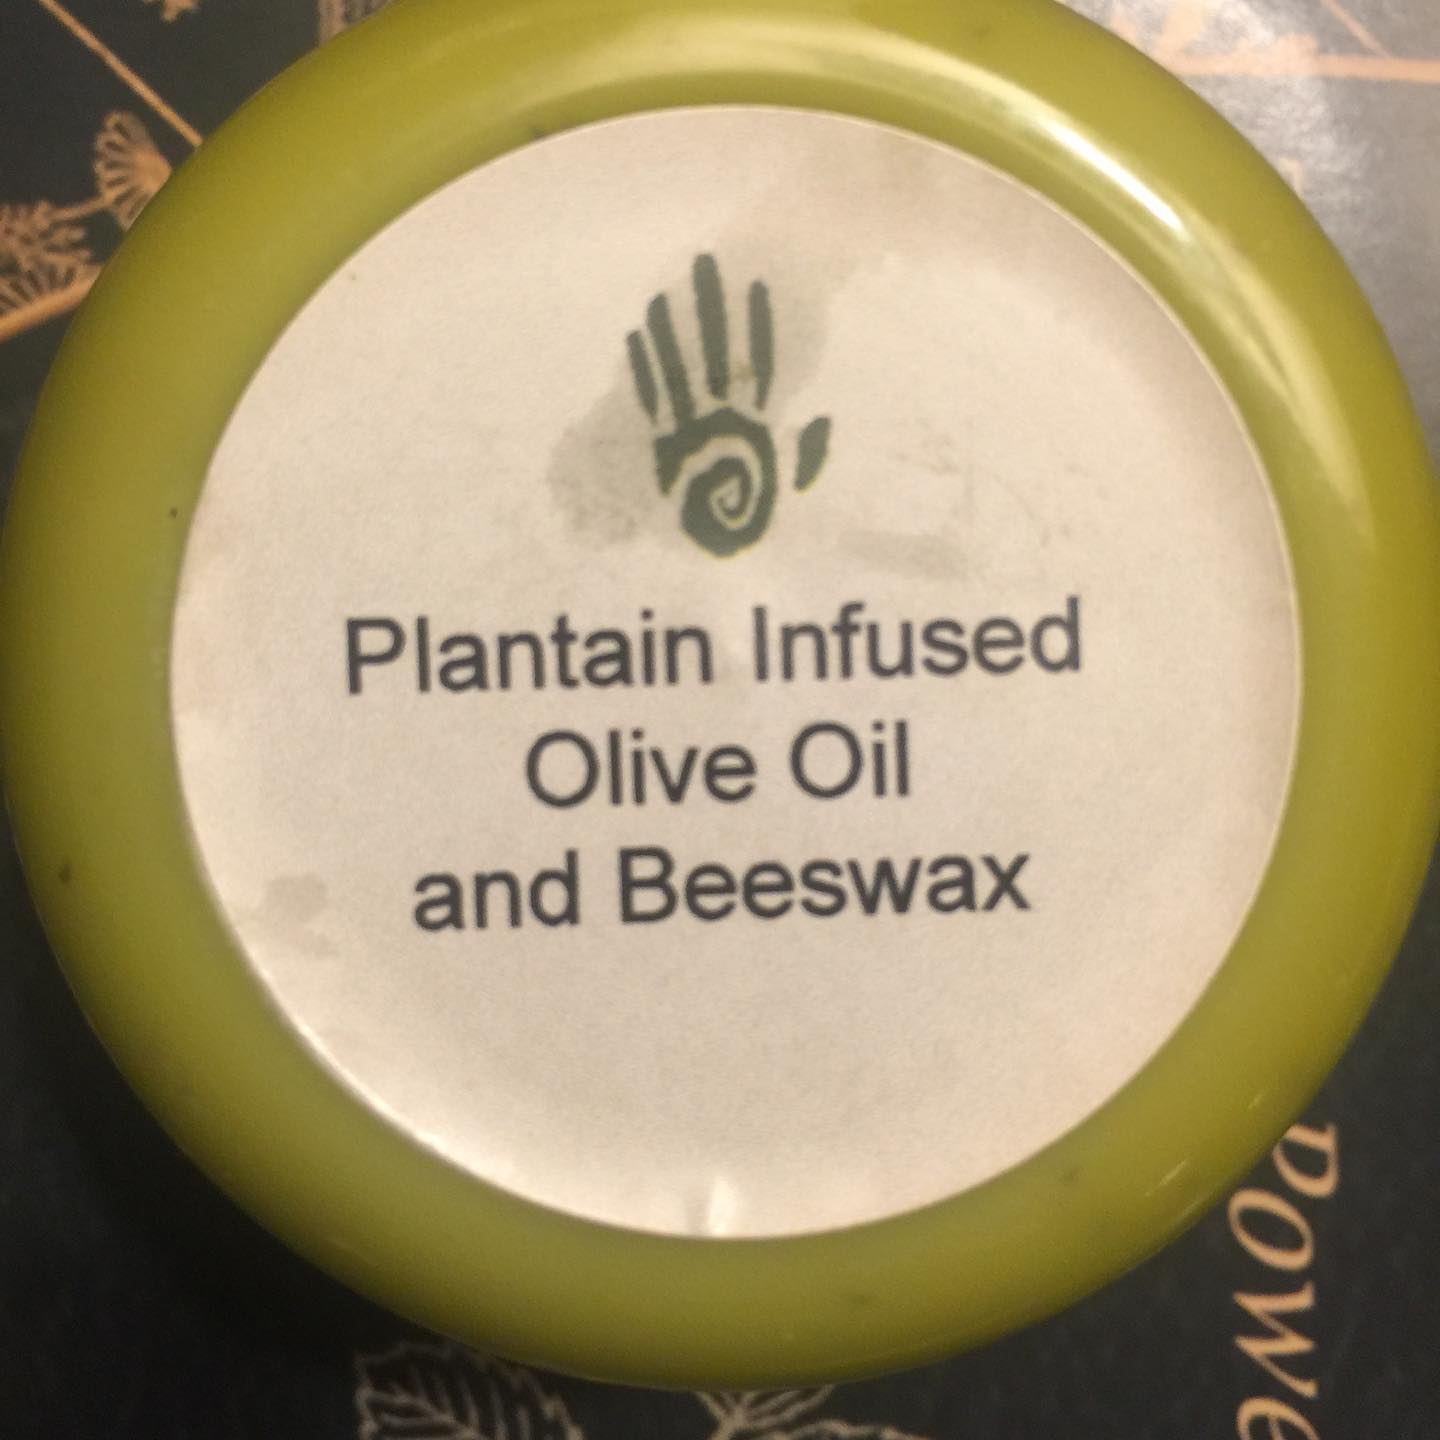 Plantain Infused
Olive Oil
and Beeswax
powe